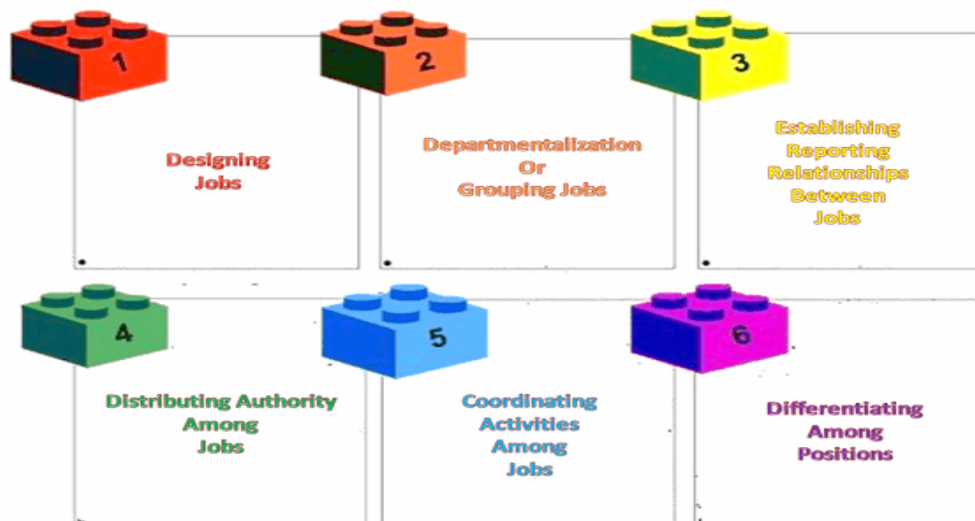 1
Designing
Jobs
2
Departmentalization
Or
Grouping Jobs
3
Establishing
Reporting
Relationships
Between
Jobs
4
Distributing Authority
Among
Jobs
5
Coordinating
Activities
Among
Jobs
6
Differentiating
Among
Positions